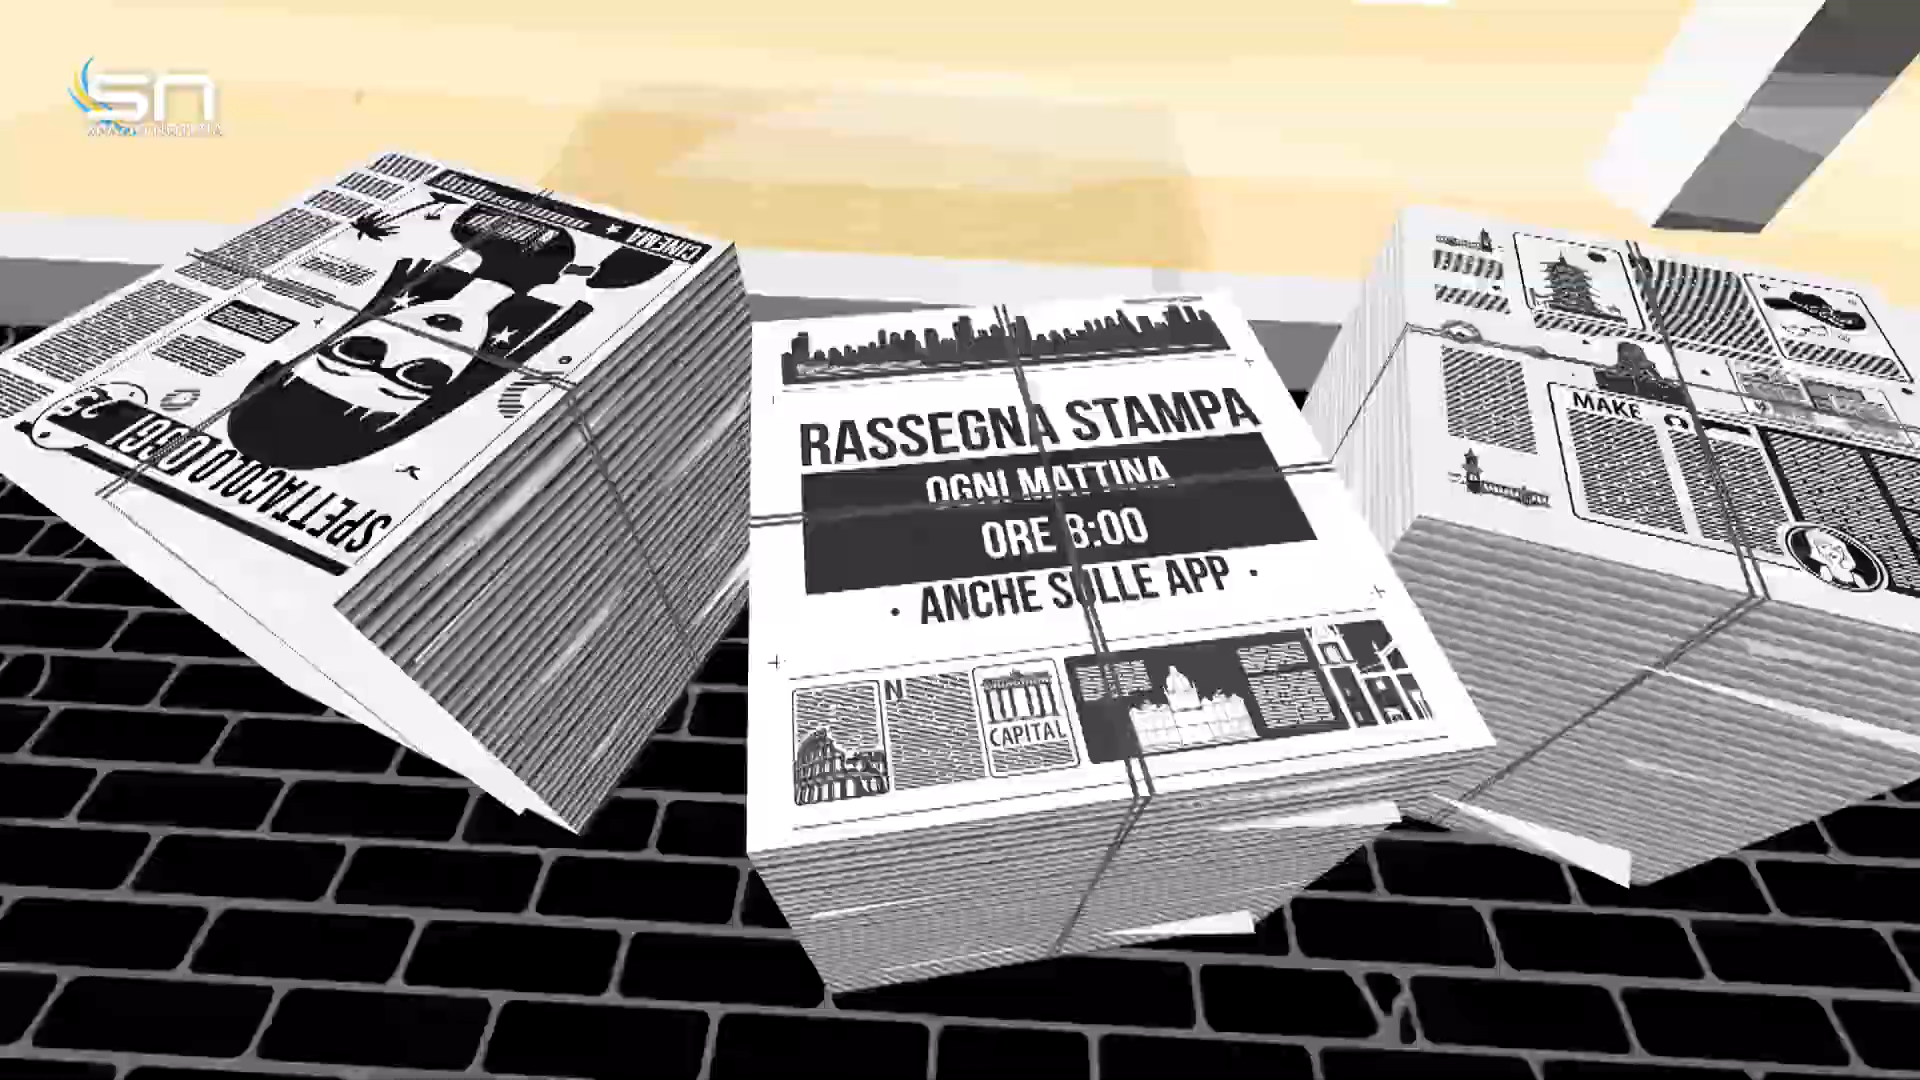 SN
CINEMA
SPETTACOLO OGGI
RASSEGNA STAMPA
OGNI MATTINA
ORE 8:00
• ANCHE SULLE APP •
N
CAPITAL
MAKE